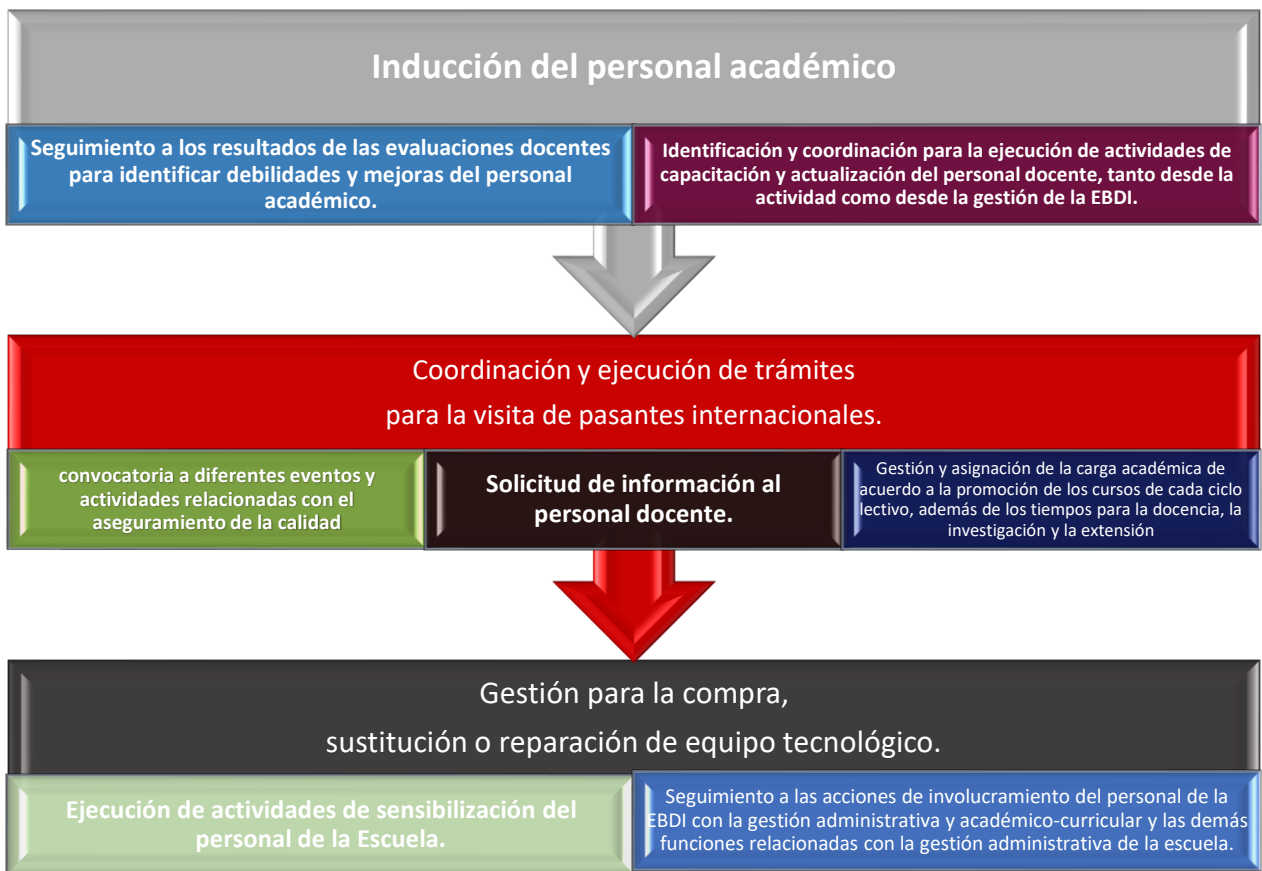 Inducción del personal académico
Seguimiento a los resultados de las evaluaciones docentes
para identificar debilidades y mejoras del personal
académico.
Identificación y coordinación para la ejecución de actividades de
capacitación y actualización del personal docente, tanto desde la
actividad como desde la gestión de la EBDI.
Coordinación y ejecución de trámites
para la visita de pasantes internacionales.
convocatoria a diferentes eventos y
actividades relacionadas con el
aseguramiento de la calidad
Solicitud de información al
personal docente.
Gestión y asignación de la carga académica de
acuerdo a la promoción de los cursos de cada ciclo
lectivo, además de los tiempos para la docencia, la
investigación y la extensión
Gestión para la compra,
sustitución o reparación de equipo tecnológico.
Ejecución de actividades de sensibilización del
personal de la Escuela.
Seguimiento a las acciones de involucramiento del personal de la
EBDI con la gestión administrativa y académico-curricular y las demás
funciones relacionadas con la gestión administrativa de la escuela.